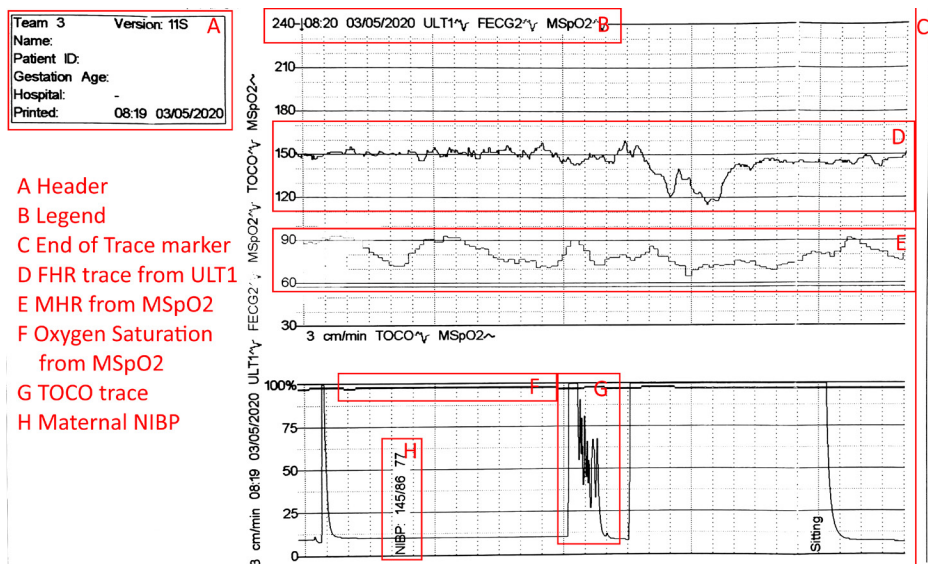 Team 3 Version: 11S A
Name:
Patient ID:
Gestation Age:
Hospital: -
Printed: 08:19 03/05/2020
240 08:20 03/05/2020 ULT1 FECG2 MSpO2 B
C
210
180
150 D
120
90 E
60
30
3 cm/min TOCO MSpO2
A Header
B Legend
C End of Trace marker
D FHR trace from ULT1
E MHR from MSpO2
F Oxygen Saturation
from MSpO2
G TOCO trace
H Maternal NIBP
cm/min 08:19 03/05/2020 ULT1 FECG2 MSpO2 TOCO MSpO2
100% F G
75
50 H
25
0
NIBP: 145/86 77
Sitting